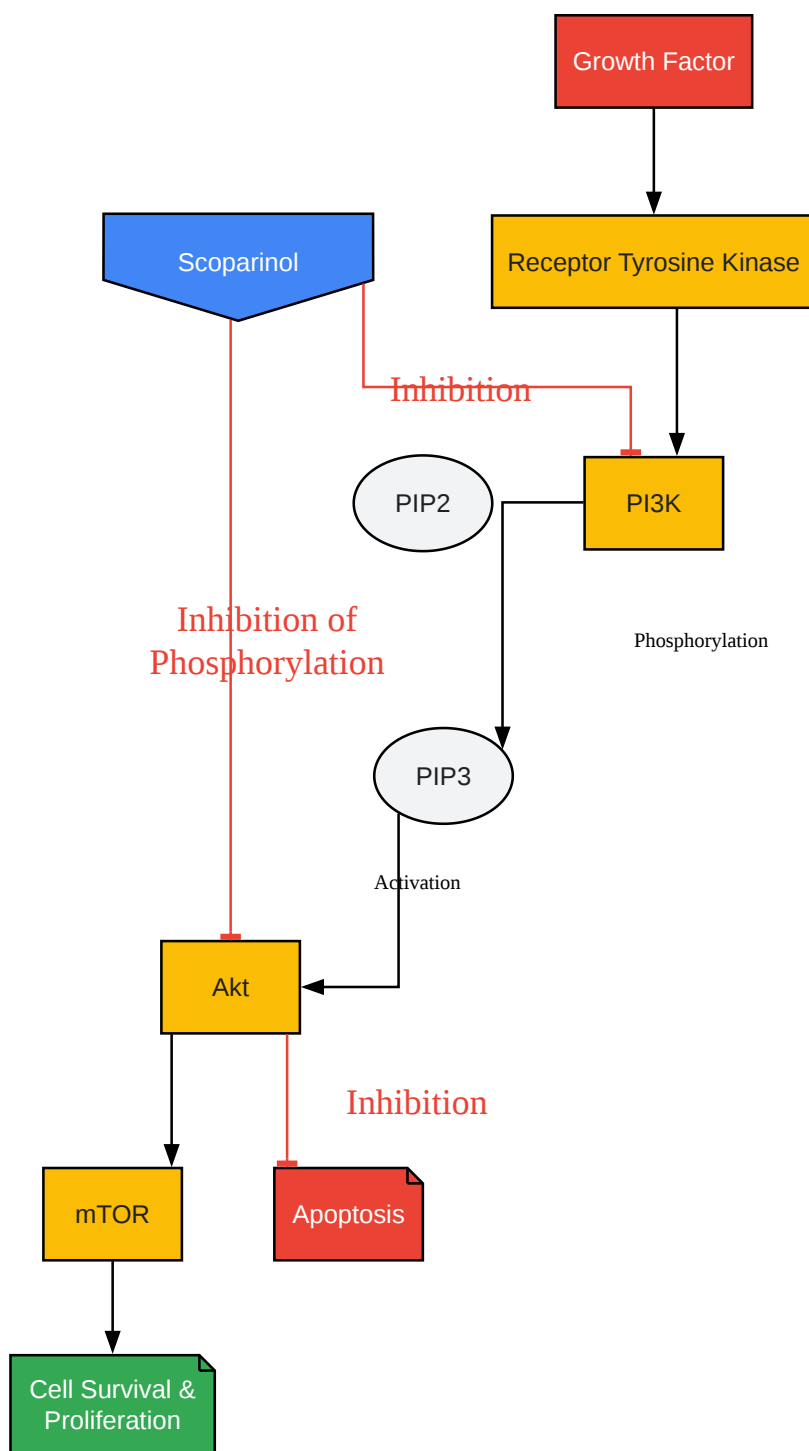 Growth Factor
Scoparinol
Receptor Tyrosine Kinase
Inhibition
PIP2
PI3K
Inhibition of
Phosphorylation
Phosphorylation
PIP3
Activation
Akt
Inhibition
mTOR
Apoptosis
Cell Survival &
Proliferation